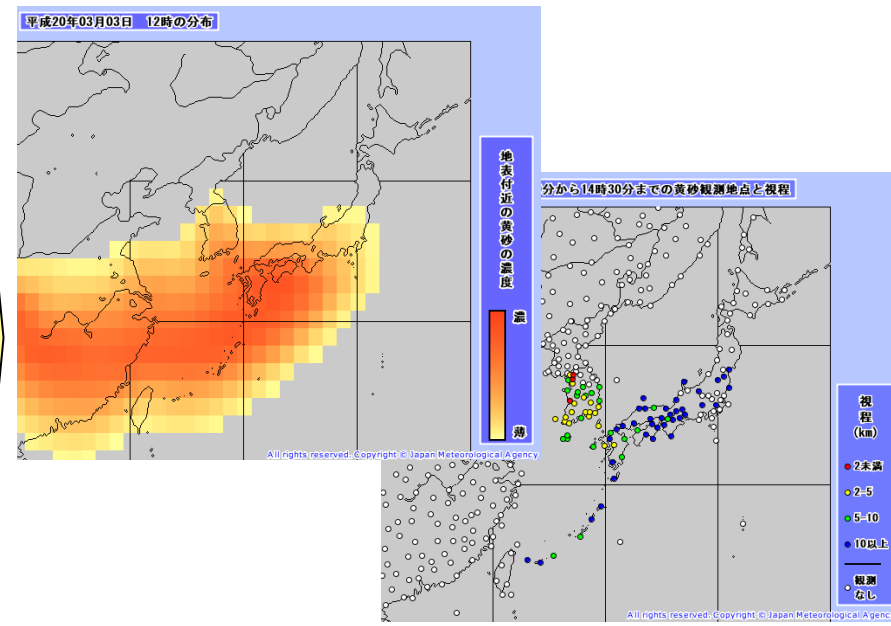 平成20年03月03日　12時の分布
地表付近の黄砂の濃度
濃
薄
All rights reserved. Copyright © Japan Meteorological Agency
分から14時30分までの黄砂観測地点と視程
視程
(km)
2未満
2-5
5-10
10以上
観測
なし
All rights reserved. Copyright © Japan Meteorological Agenc